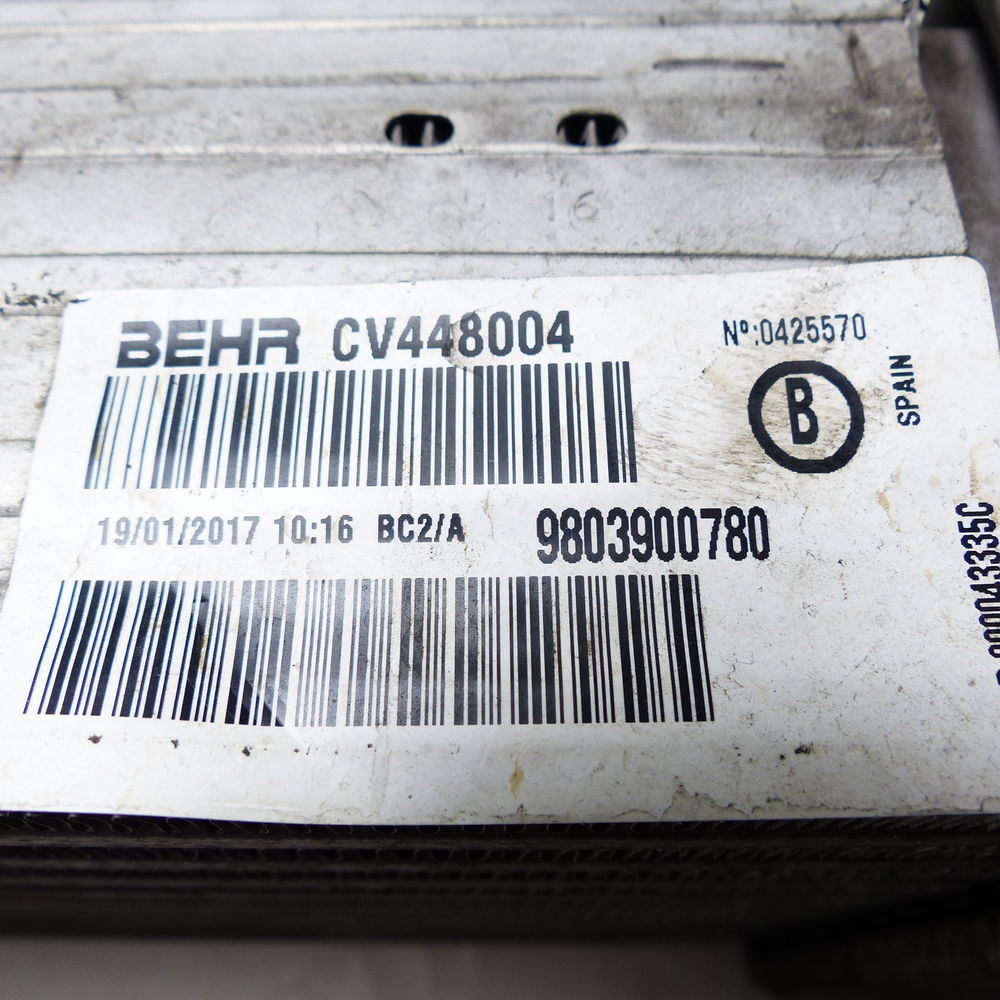 16
BEHR CV448004
Nº:0425570
B
SPAIN
19/01/2017 10:16 BC2/A
9803900780